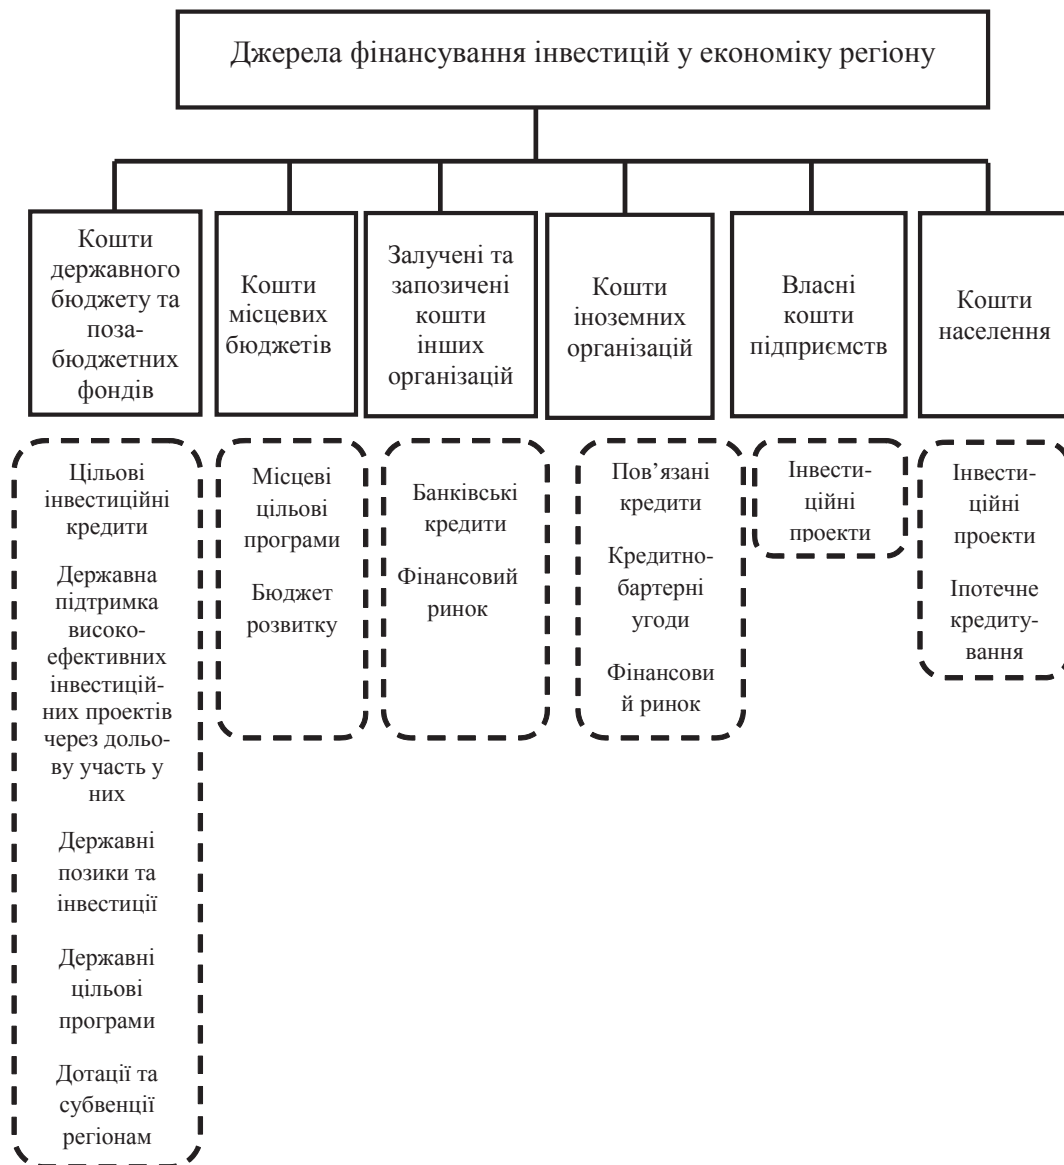 Джерела фінансування інвестицій у економіку регіону
Кошти
державного
бюджету та
поза-
бюджетних
фондів
Кошти
місцевих
бюджетів
Залучені та
запозичені
кошти
інших
організацій
Кошти
іноземних
організацій
Власні
кошти
підприємств
Кошти
населення
Цільові
інвестиційні
кредити
Державна
підтримка
високо-
ефективних
інвестицій-
них проектів
через дольо-
ву участь у
них
Державні
позики та
інвестиції
Державні
цільові
програми
Дотації та
субвенції
регіонам
Місцеві
цільові
програми
Бюджет
розвитку
Банківські
кредити
Фінансовий
ринок
Пов’язані
кредити
Кредитно-
бартерні
угоди
Фінансови
й ринок
Інвести-
ційні
проекти
Інвести-
ційні
проекти
Іпотечне
кредиту-
вання